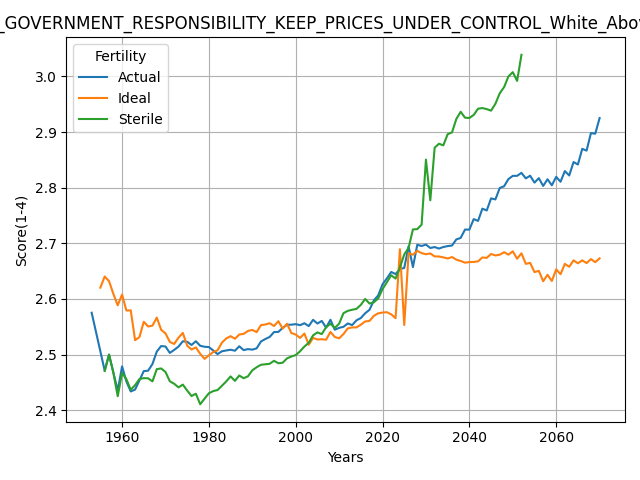 _GOVERNMENT_RESPONSIBILITY_KEEP_PRICES_UNDER_CONTROL_White_Abo
Fertility
Actual
Ideal
Sterile
3.0
2.9
2.8
2.7
2.6
2.5
2.4
Score(1-4)
1960
1980
2000
2020
2040
2060
Years